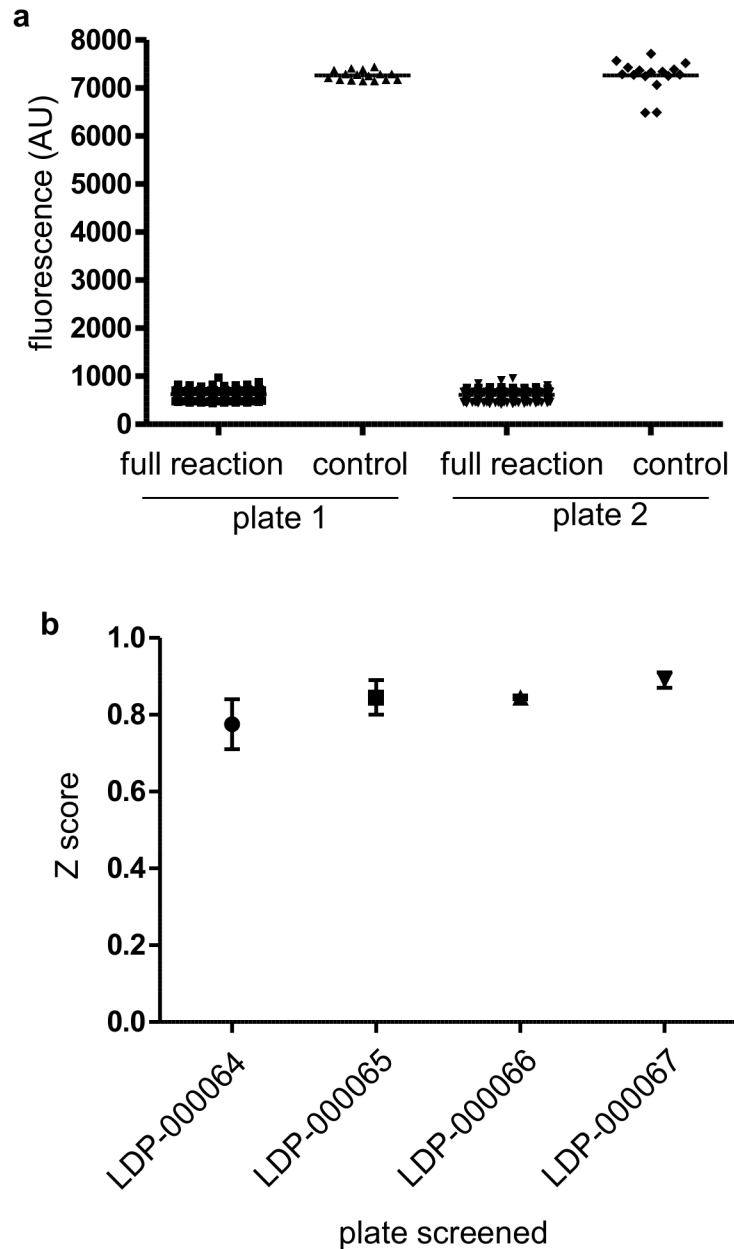 a
fluorescence (AU)
8000
7000
6000
5000
4000
3000
2000
1000
0
full reaction control full reaction control
plate 1 plate 2
b
Z score
1.0
0.8
0.6
0.4
0.2
0.0
LDP-000064
LDP-000065
LDP-000066
LDP-000067
plate screened